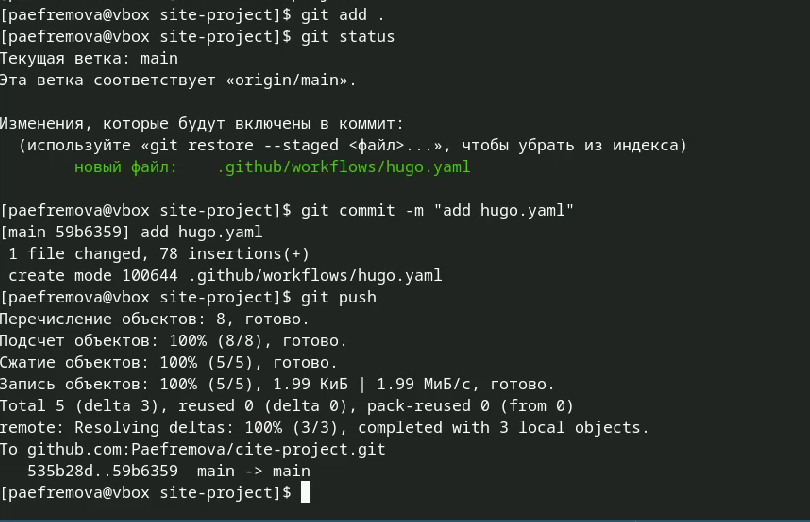 [paefremova@vbox site-project]$ git add .
[paefremova@vbox site-project]$ git status
Текущая ветка: main
Эта ветка соответствует «origin/main».
Изменения, которые будут включены в коммит:
  (используйте «git restore --staged <файл>...», чтобы убрать из индекса)
        новый файл:    .github/workflows/hugo.yaml
[paefremova@vbox site-project]$ git commit -m "add hugo.yaml"
[main 59b6359] add hugo.yaml
 1 file changed, 78 insertions(+)
 create mode 100644 .github/workflows/hugo.yaml
[paefremova@vbox site-project]$ git push
Перечисление объектов: 8, готово.
Подсчет объектов: 100% (8/8), готово.
Сжатие объектов: 100% (5/5), готово.
Запись объектов: 100% (5/5), 1.99 КиБ | 1.99 МиБ/с, готово.
Total 5 (delta 3), reused 0 (delta 0), pack-reused 0 (from 0)
remote: Resolving deltas: 100% (3/3), completed with 3 local objects.
To github.com:Paefremova/cite-project.git
   535b28d..59b6359  main -> main
[paefremova@vbox site-project]$